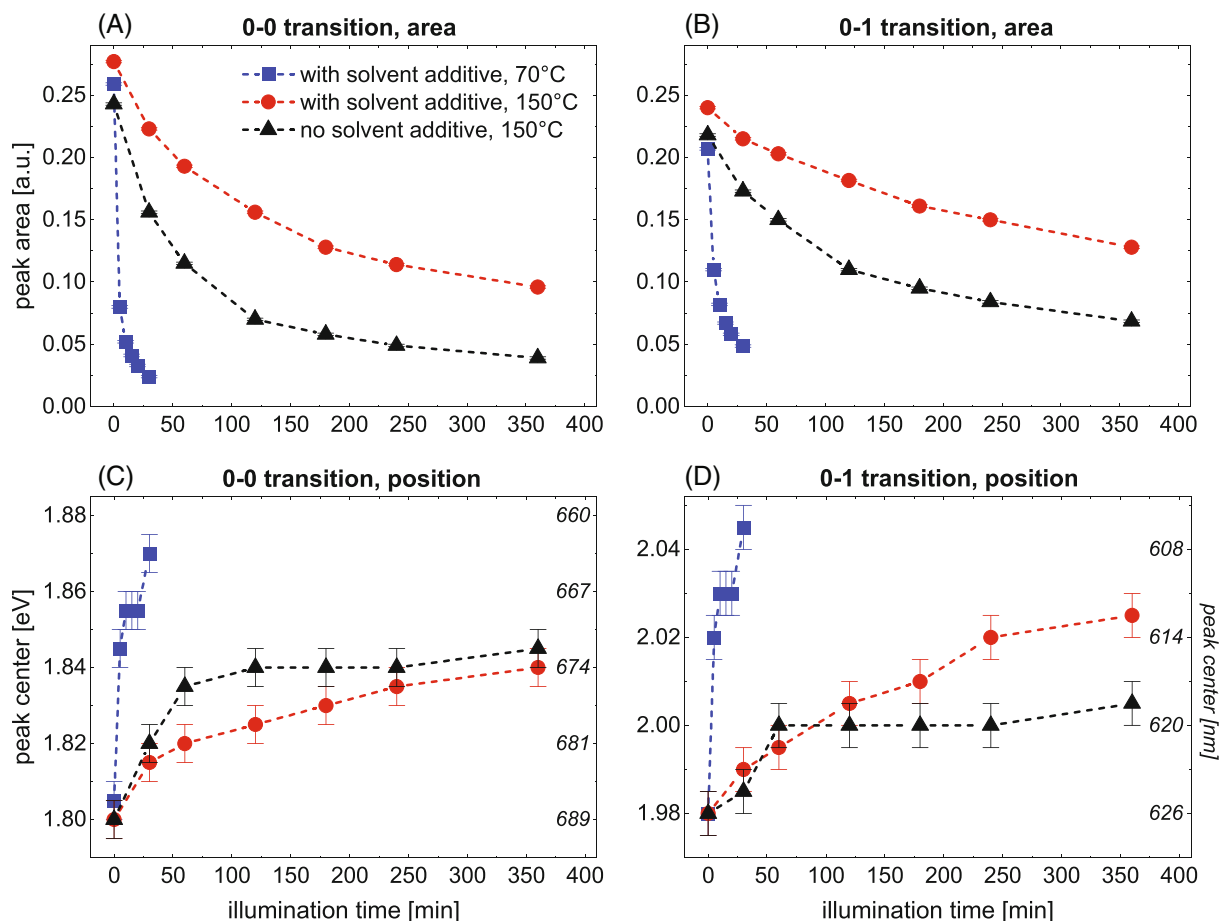 (A) 0-0 transition, area
with solvent additive, 70°C
with solvent additive, 150°C
no solvent additive, 150°C
peak area [a.u.]
0.25
0.20
0.15
0.10
0.05
0.00
0 50 100 150 200 250 300 350 400
(B) 0-1 transition, area
0.25
0.20
0.15
0.10
0.05
0.00
0 50 100 150 200 250 300 350 400
(C) 0-0 transition, position
peak center [eV]
1.88 660
1.86 667
1.84 674
1.82 681
1.80 689
0 50 100 150 200 250 300 350 400
illumination time [min]
(D) 0-1 transition, position
2.04 608
2.02 614
2.00 620
1.98 626
peak center [nm]
0 50 100 150 200 250 300 350 400
illumination time [min]